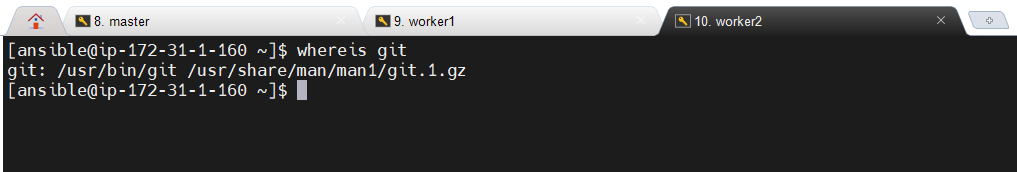 8. master
9. worker1
10. worker2
[ansible@ip-172-31-1-160 ~]$ whereis git
git: /usr/bin/git /usr/share/man/man1/git.1.gz
[ansible@ip-172-31-1-160 ~]$